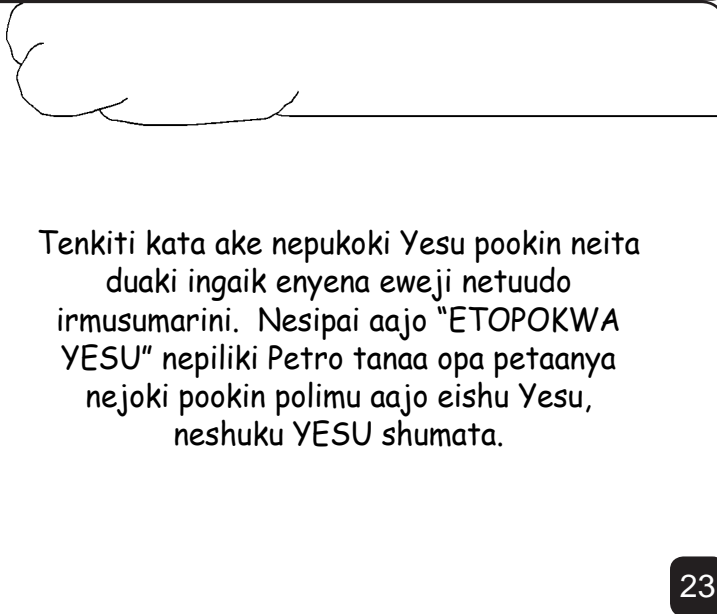 Tenkiti kata ake nepukoki Yesu pookin neita
duaki ingaik enyena eweji netuudo
irmusumarini.  Nesipai aajo “ETOPOKWA
YESU” nepiliki Petro tanaa opa petaanya
nejoki pookin polimu aajo eishu Yesu,
neshuku YESU shumata.
23